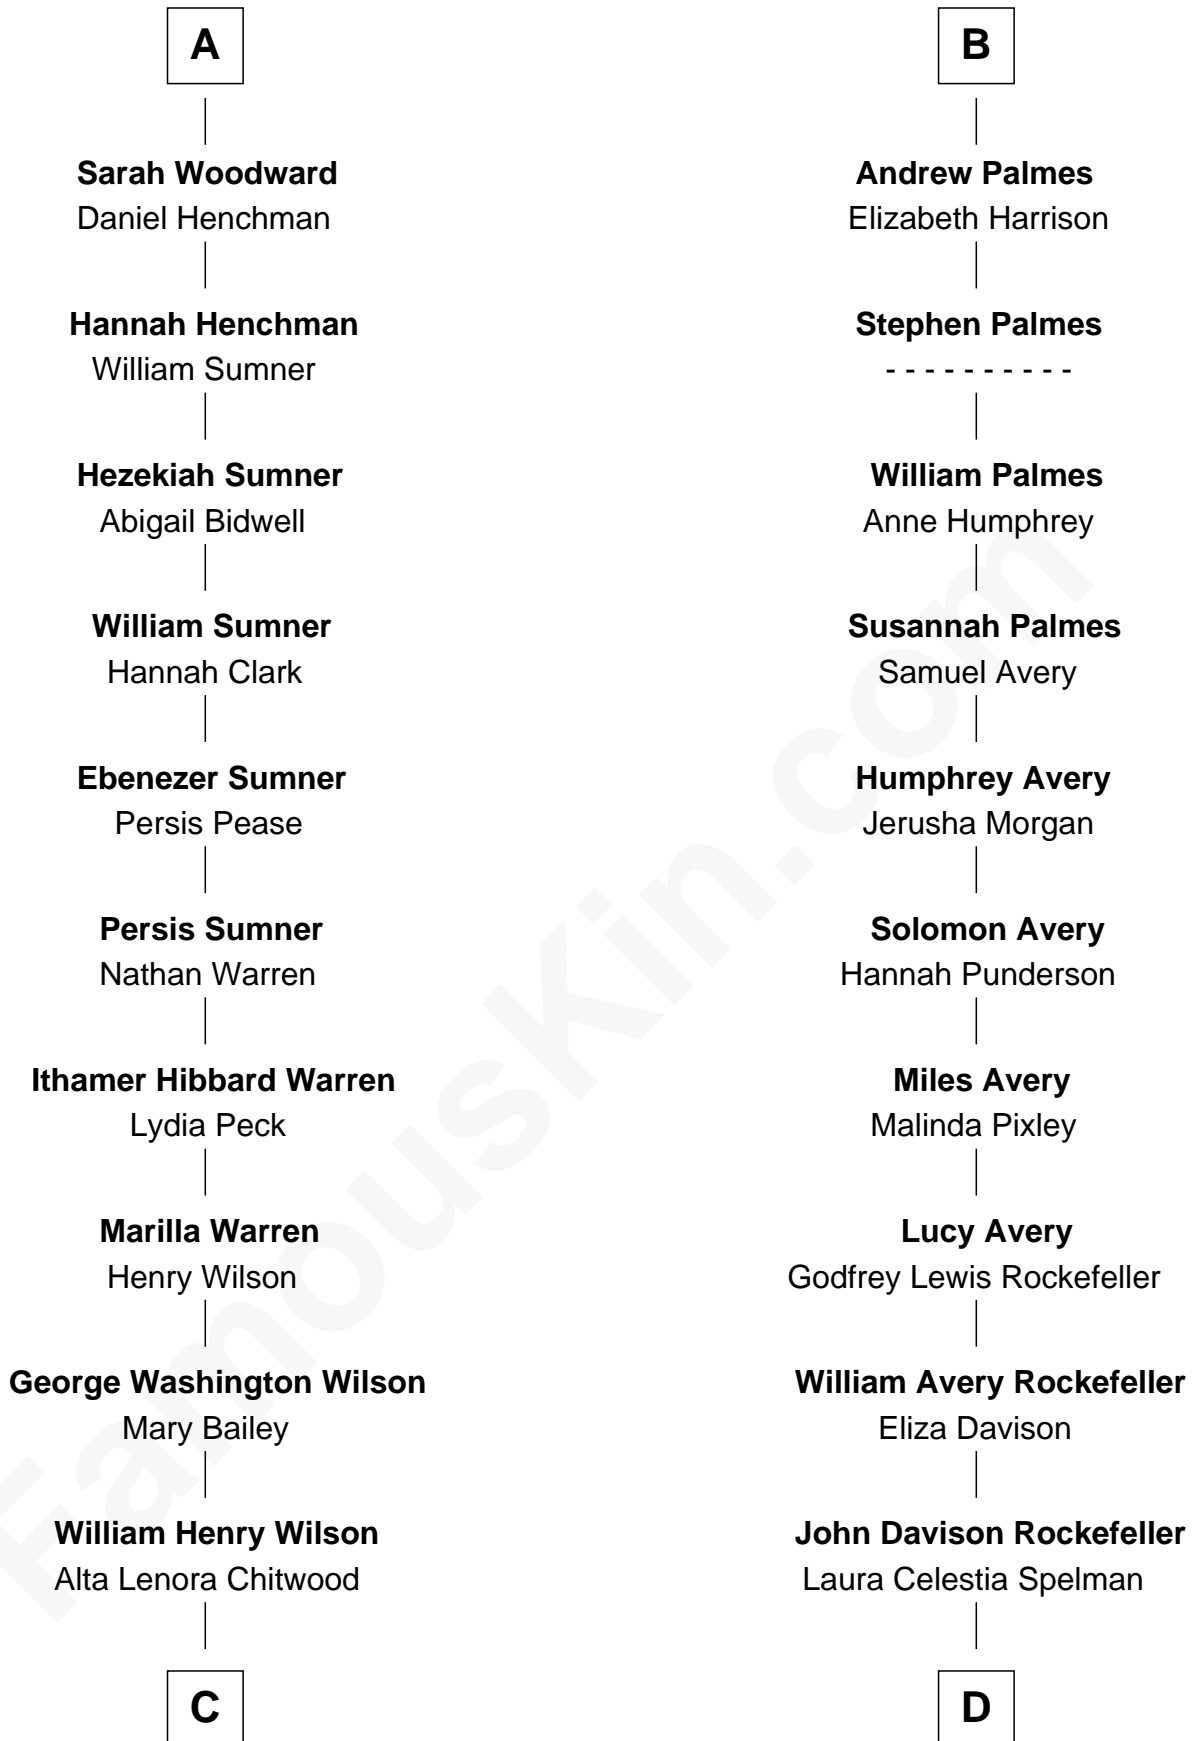 A
Sarah Woodward
Daniel Henchman
Hannah Henchman
William Sumner
Hezekiah Sumner
Abigail Bidwell
William Sumner
Hannah Clark
Ebenezer Sumner
Persis Pease
Persis Sumner
Nathan Warren
Ithamer Hibbard Warren
Lydia Peck
Marilla Warren
Henry Wilson
George Washington Wilson
Mary Bailey
William Henry Wilson
Alta Lenora Chitwood
C
B
Andrew Palmes
Elizabeth Harrison
Stephen Palmes
- - - - - - - - - -
William Palmes
Anne Humphrey
Susannah Palmes
Samuel Avery
Humphrey Avery
Jerusha Morgan
Solomon Avery
Hannah Punderson
Miles Avery
Malinda Pixley
Lucy Avery
Godfrey Lewis Rockefeller
William Avery Rockefeller
Eliza Davison
John Davison Rockefeller
Laura Celestia Spelman
D
FamousKin.com